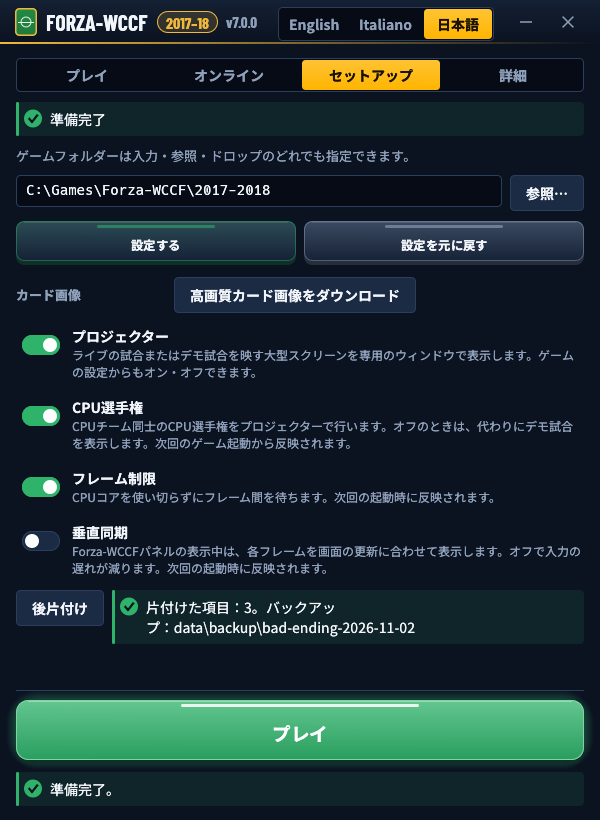 FORZA-WCCF 2017-18 v7.0.0 English Italiano 日本語
プレイ オンライン セットアップ 詳細
準備完了
ゲームフォルダーは入力・参照・ドロップのどれでも指定できます。
C:\Games\Forza-WCCF\2017-2018 参照…
設定する 設定を元に戻す
カード画像 高画質カード画像をダウンロード
プロジェクター
ライブの試合またはデモ試合を映す大型スクリーンを専用のウィンドウで表示します。ゲーム
の設定からもオン・オフできます。
CPU選手権
CPUチーム同士のCPU選手権をプロジェクターで行います。オフのときは、代わりにデモ試合
を表示します。次回のゲーム起動から反映されます。
フレーム制限
CPUコアを使い切らずにフレーム間を待ちます。次回の起動時に反映されます。
垂直同期
Forza-WCCFパネルの表示中は、各フレームを画面の更新に合わせて表示します。オフで入力の
遅れが減ります。次回の起動時に反映されます。
後片付け 片付けた項目：3。バックアッ
プ：data\backup\bad-ending-2026-11-02
プレイ
準備完了。